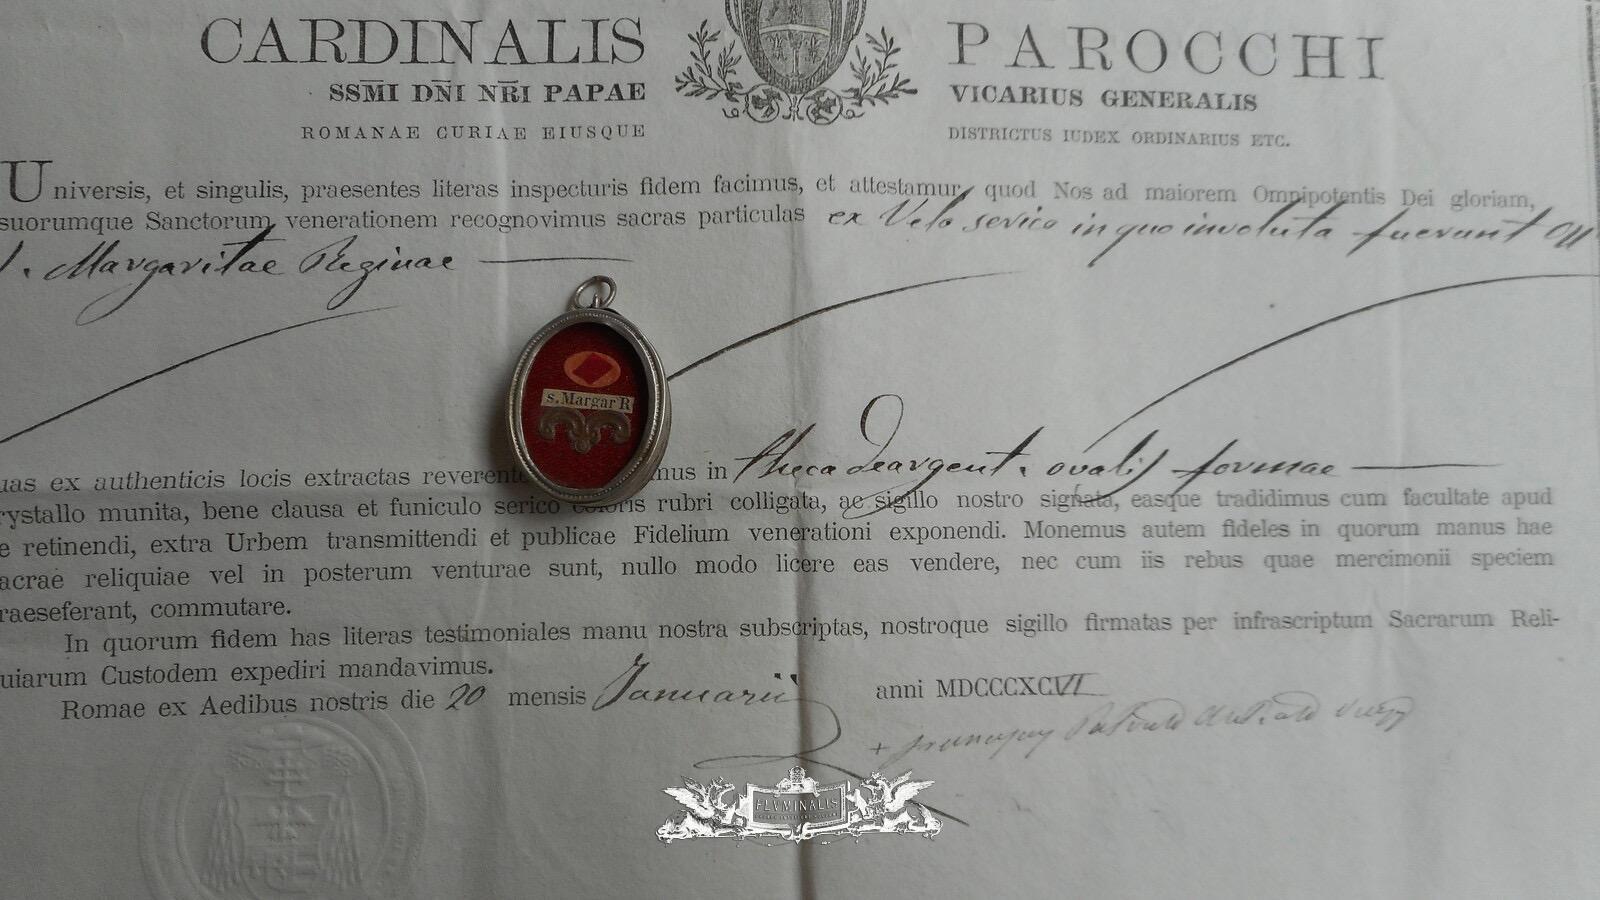 CARDINALIS PAROCCHI
SSM̅I DN̅I NR̅I PAPAE VICARIUS GENERALIS
ROMANAE CURIAE EIUSQUE DISTRICTUS IUDEX ORDINARIUS ETC.
Universis, et singulis, praesentes literas inspecturis fidem facimus, et attestamur, quod Nos ad maiorem Omnipotentis Dei gloriam,
suorumque Sanctorum venerationem recognovimus sacras particulas ex Velo serico in quo involuta fuerunt
Margaritae Reginae
s. Margar R
uas ex authenticis locis extractas reverente mus in theca de argent. ovalis formae
rystallo munita, bene clausa et funiculo serico coloris rubri colligata, ac sigillo nostro signata, easque tradidimus cum facultate apud
e retinendi, extra Urbem transmittendi et publicae Fidelium venerationi exponendi. Monemus autem fideles in quorum manus hae
acrae reliquiae vel in posterum venturae sunt, nullo modo licere eas vendere, nec cum iis rebus quae mercimonii speciem
raeseferant, commutare.
In quorum fidem has literas testimoniales manu nostra subscriptas, nostroque sigillo firmatas per infrascriptum Sacrarum Reli-
uiarum Custodem expediri mandavimus.
Romae ex Aedibus nostris die 20 mensis Januarii anni MDCCCXCVI
FLVMINALIS